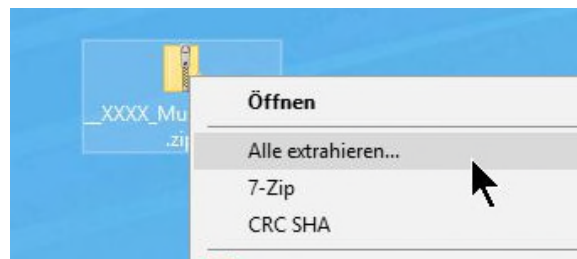 __XXXX_Mu
.zip
Öffnen
Alle extrahieren...
7-Zip
CRC SHA